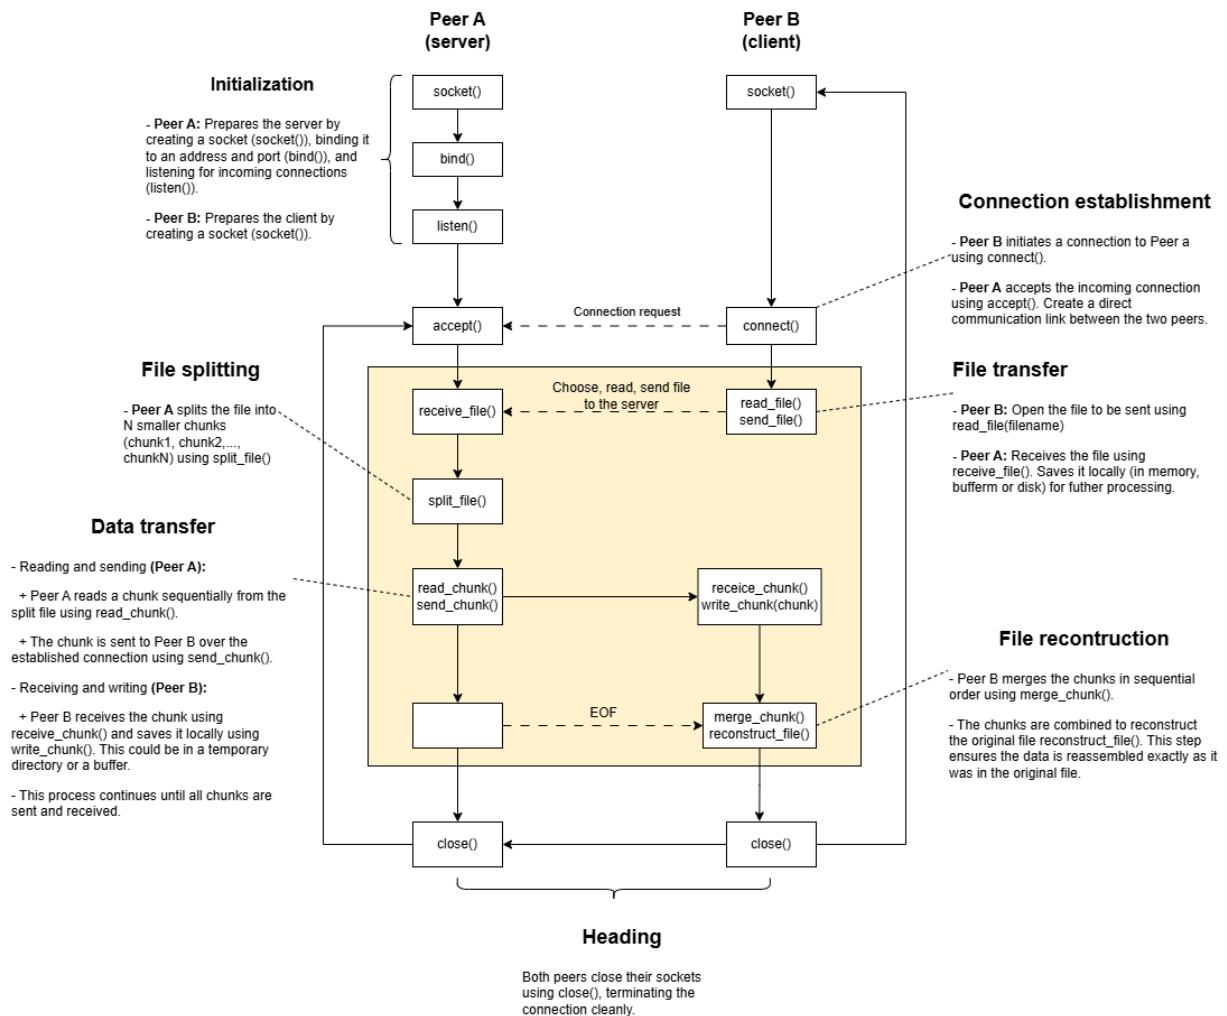 Peer A
(server)
Peer B
(client)
Initialization
- Peer A: Prepares the server by
creating a socket (socket()), binding it
to an address and port (bind()), and
listening for incoming connections
(listen()).
- Peer B: Prepares the client by
creating a socket (socket()).
socket()
bind()
listen()
socket()
Connection establishment
- Peer B initiates a connection to Peer a
using connect().
- Peer A accepts the incoming connection
using accept(). Create a direct
communication link between the two peers.
accept()
Connection request
connect()
File splitting
- Peer A splits the file into
N smaller chunks
(chunk1, chunk2,...,
chunkN) using split_file()
receive_file()
Choose, read, send file
to the server
read_file()
send_file()
File transfer
- Peer B: Open the file to be sent using
read_file(filename)
- Peer A: Receives the file using
receive_file(). Saves it locally (in memory,
bufferm or disk) for futher processing.
split_file()
Data transfer
- Reading and sending (Peer A):
+ Peer A reads a chunk sequentially from the
split file using read_chunk().
+ The chunk is sent to Peer B over the
established connection using send_chunk().
- Receiving and writing (Peer B):
+ Peer B receives the chunk using
receive_chunk() and saves it locally using
write_chunk(). This could be in a temporary
directory or a buffer.
- This process continues until all chunks are
sent and received.
read_chunk()
send_chunk()
receice_chunk()
write_chunk(chunk)
EOF
merge_chunk()
reconstruct_file()
File recontruction
- Peer B merges the chunks in sequential
order using merge_chunk().
- The chunks are combined to reconstruct
the original file reconstruct_file(). This step
ensures the data is reassembled exactly as it
was in the original file.
close()
close()
Heading
Both peers close their sockets
using close(), terminating the
connection cleanly.